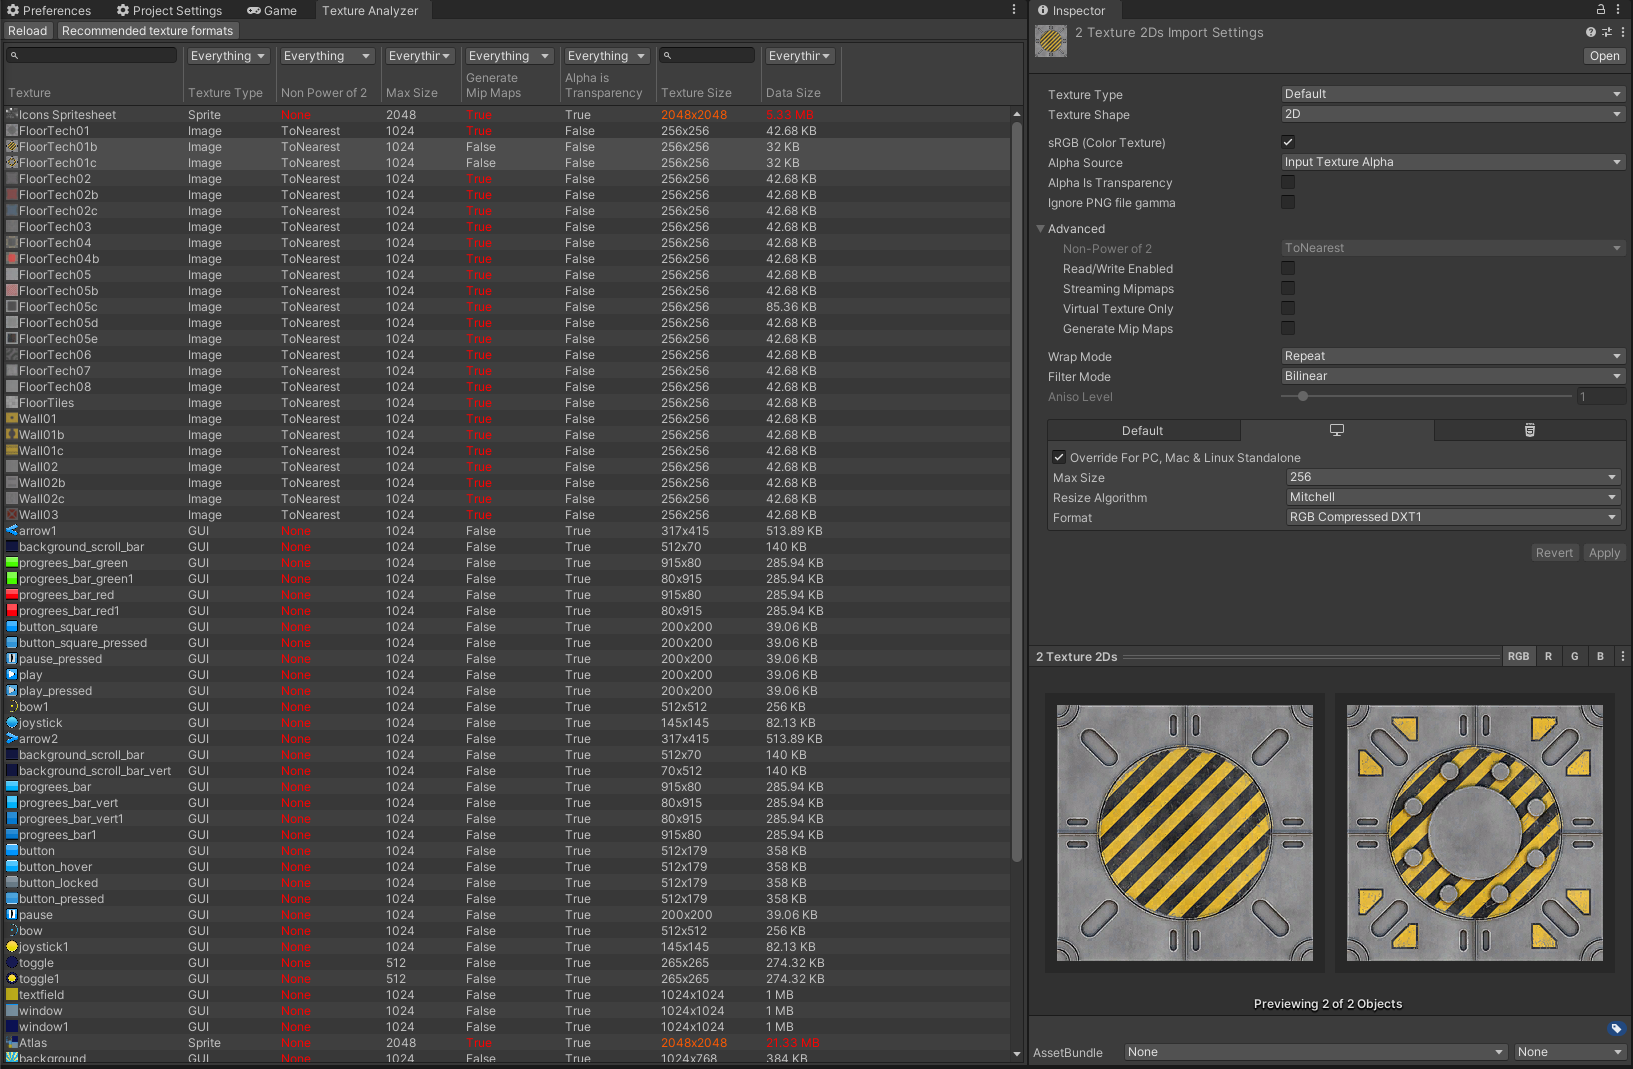 Preferences Project Settings Game Texture Analyzer
Reload Recommended texture formats
Everything Everything Everythir Everything Everything Everythir
Texture Texture Type Non Power of 2 Max Size Generate Mip Maps Alpha is Transparency Texture Size Data Size
Icons Spritesheet Sprite None 2048 True True 2048x2048 5.33 MB
FloorTech01 Image ToNearest 1024 True False 256x256 42.68 KB
FloorTech01b Image ToNearest 1024 False False 256x256 32 KB
FloorTech01c Image ToNearest 1024 False False 256x256 32 KB
FloorTech02 Image ToNearest 1024 True False 256x256 42.68 KB
FloorTech02b Image ToNearest 1024 True False 256x256 42.68 KB
FloorTech02c Image ToNearest 1024 True False 256x256 42.68 KB
FloorTech03 Image ToNearest 1024 True False 256x256 42.68 KB
FloorTech04 Image ToNearest 1024 True False 256x256 42.68 KB
FloorTech04b Image ToNearest 1024 True False 256x256 42.68 KB
FloorTech05 Image ToNearest 1024 True False 256x256 42.68 KB
FloorTech05b Image ToNearest 1024 True False 256x256 42.68 KB
FloorTech05c Image ToNearest 1024 True False 256x256 85.36 KB
FloorTech05d Image ToNearest 1024 True False 256x256 42.68 KB
FloorTech05e Image ToNearest 1024 True False 256x256 42.68 KB
FloorTech06 Image ToNearest 1024 True False 256x256 42.68 KB
FloorTech07 Image ToNearest 1024 True False 256x256 42.68 KB
FloorTech08 Image ToNearest 1024 True False 256x256 42.68 KB
FloorTiles Image ToNearest 1024 True False 256x256 42.68 KB
Wall01 Image ToNearest 1024 True False 256x256 42.68 KB
Wall01b Image ToNearest 1024 True False 256x256 42.68 KB
Wall01c Image ToNearest 1024 True False 256x256 42.68 KB
Wall02 Image ToNearest 1024 True False 256x256 42.68 KB
Wall02b Image ToNearest 1024 True False 256x256 42.68 KB
Wall02c Image ToNearest 1024 True False 256x256 42.68 KB
Wall03 Image ToNearest 1024 True False 256x256 42.68 KB
arrow1 GUI None 1024 False True 317x415 513.89 KB
background_scroll_bar GUI None 1024 False True 512x70 140 KB
progrees_bar_green GUI None 1024 False True 915x80 285.94 KB
progrees_bar_green1 GUI None 1024 False True 80x915 285.94 KB
progrees_bar_red GUI None 1024 False True 915x80 285.94 KB
progrees_bar_red1 GUI None 1024 False True 80x915 285.94 KB
button_square GUI None 1024 False True 200x200 39.06 KB
button_square_pressed GUI None 1024 False True 200x200 39.06 KB
pause_pressed GUI None 1024 False True 200x200 39.06 KB
play GUI None 1024 False True 200x200 39.06 KB
play_pressed GUI None 1024 False True 200x200 39.06 KB
bow1 GUI None 1024 False True 512x512 256 KB
joystick GUI None 1024 False True 145x145 82.13 KB
arrow2 GUI None 1024 False True 317x415 513.89 KB
background_scroll_bar GUI None 1024 False True 512x70 140 KB
background_scroll_bar_vert GUI None 1024 False True 70x512 140 KB
progrees_bar GUI None 1024 False True 915x80 285.94 KB
progrees_bar_vert GUI None 1024 False True 80x915 285.94 KB
progrees_bar_vert1 GUI None 1024 False True 80x915 285.94 KB
progrees_bar1 GUI None 1024 False True 915x80 285.94 KB
button GUI None 1024 False True 512x179 358 KB
button_hover GUI None 1024 False True 512x179 358 KB
button_locked GUI None 1024 False True 512x179 358 KB
button_pressed GUI None 1024 False True 512x179 358 KB
pause GUI None 1024 False True 200x200 39.06 KB
bow GUI None 1024 False True 512x512 256 KB
joystick1 GUI None 1024 False True 145x145 82.13 KB
toggle GUI None 512 False True 265x265 274.32 KB
toggle1 GUI None 512 False True 265x265 274.32 KB
textfield GUI None 1024 False True 1024x1024 1 MB
window GUI None 1024 False True 1024x1024 1 MB
window1 GUI None 1024 False True 1024x1024 1 MB
Atlas Sprite None 2048 True True 2048x2048 21.33 MB
background GUI None 1024 False True 1024x768 384 KB
Inspector
2 Texture 2Ds Import Settings
Open
Texture Type Default
Texture Shape 2D
sRGB (Color Texture)
Alpha Source Input Texture Alpha
Alpha Is Transparency
Ignore PNG file gamma
Advanced
Non-Power of 2 ToNearest
Read/Write Enabled
Streaming Mipmaps
Virtual Texture Only
Generate Mip Maps
Wrap Mode Repeat
Filter Mode Bilinear
Aniso Level 1
Default
Override For PC, Mac & Linux Standalone
Max Size 256
Resize Algorithm Mitchell
Format RGB Compressed DXT1
Revert Apply
2 Texture 2Ds RGB R G B
Previewing 2 of 2 Objects
AssetBundle None None